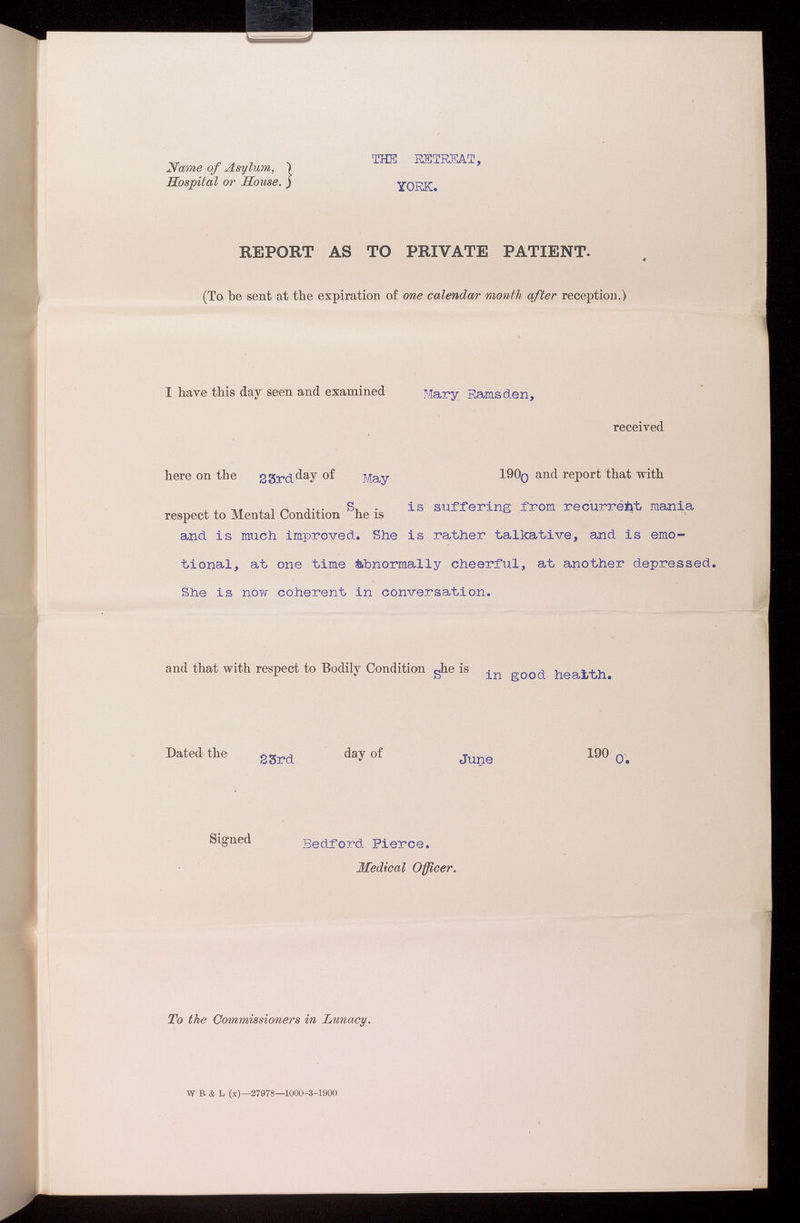 Name of Asylum, } THE RETREAT,
Hospital or House. } YORK.
REPORT AS TO PRIVATE PATIENT.
(To be sent at the expiration of one calendar month after reception.)
I have this day seen and examined Mary Ramsden,
received
here on the 23rd day of May 1900 and report that with
respect to Mental Condition She is is suffering from recurrent mania
and is much improved. She is rather talkative, and is emo-
tional, at one time abnormally cheerful, at another depressed.
She is now coherent in conversation.
and that with respect to Bodily Condition She is in good health.
Dated the 23rd day of June 190 0.
Signed Bedford Pierce.
Medical Officer.
To the Commissioners in Lunacy.
W B & L (x)—27978—1000-3-1900